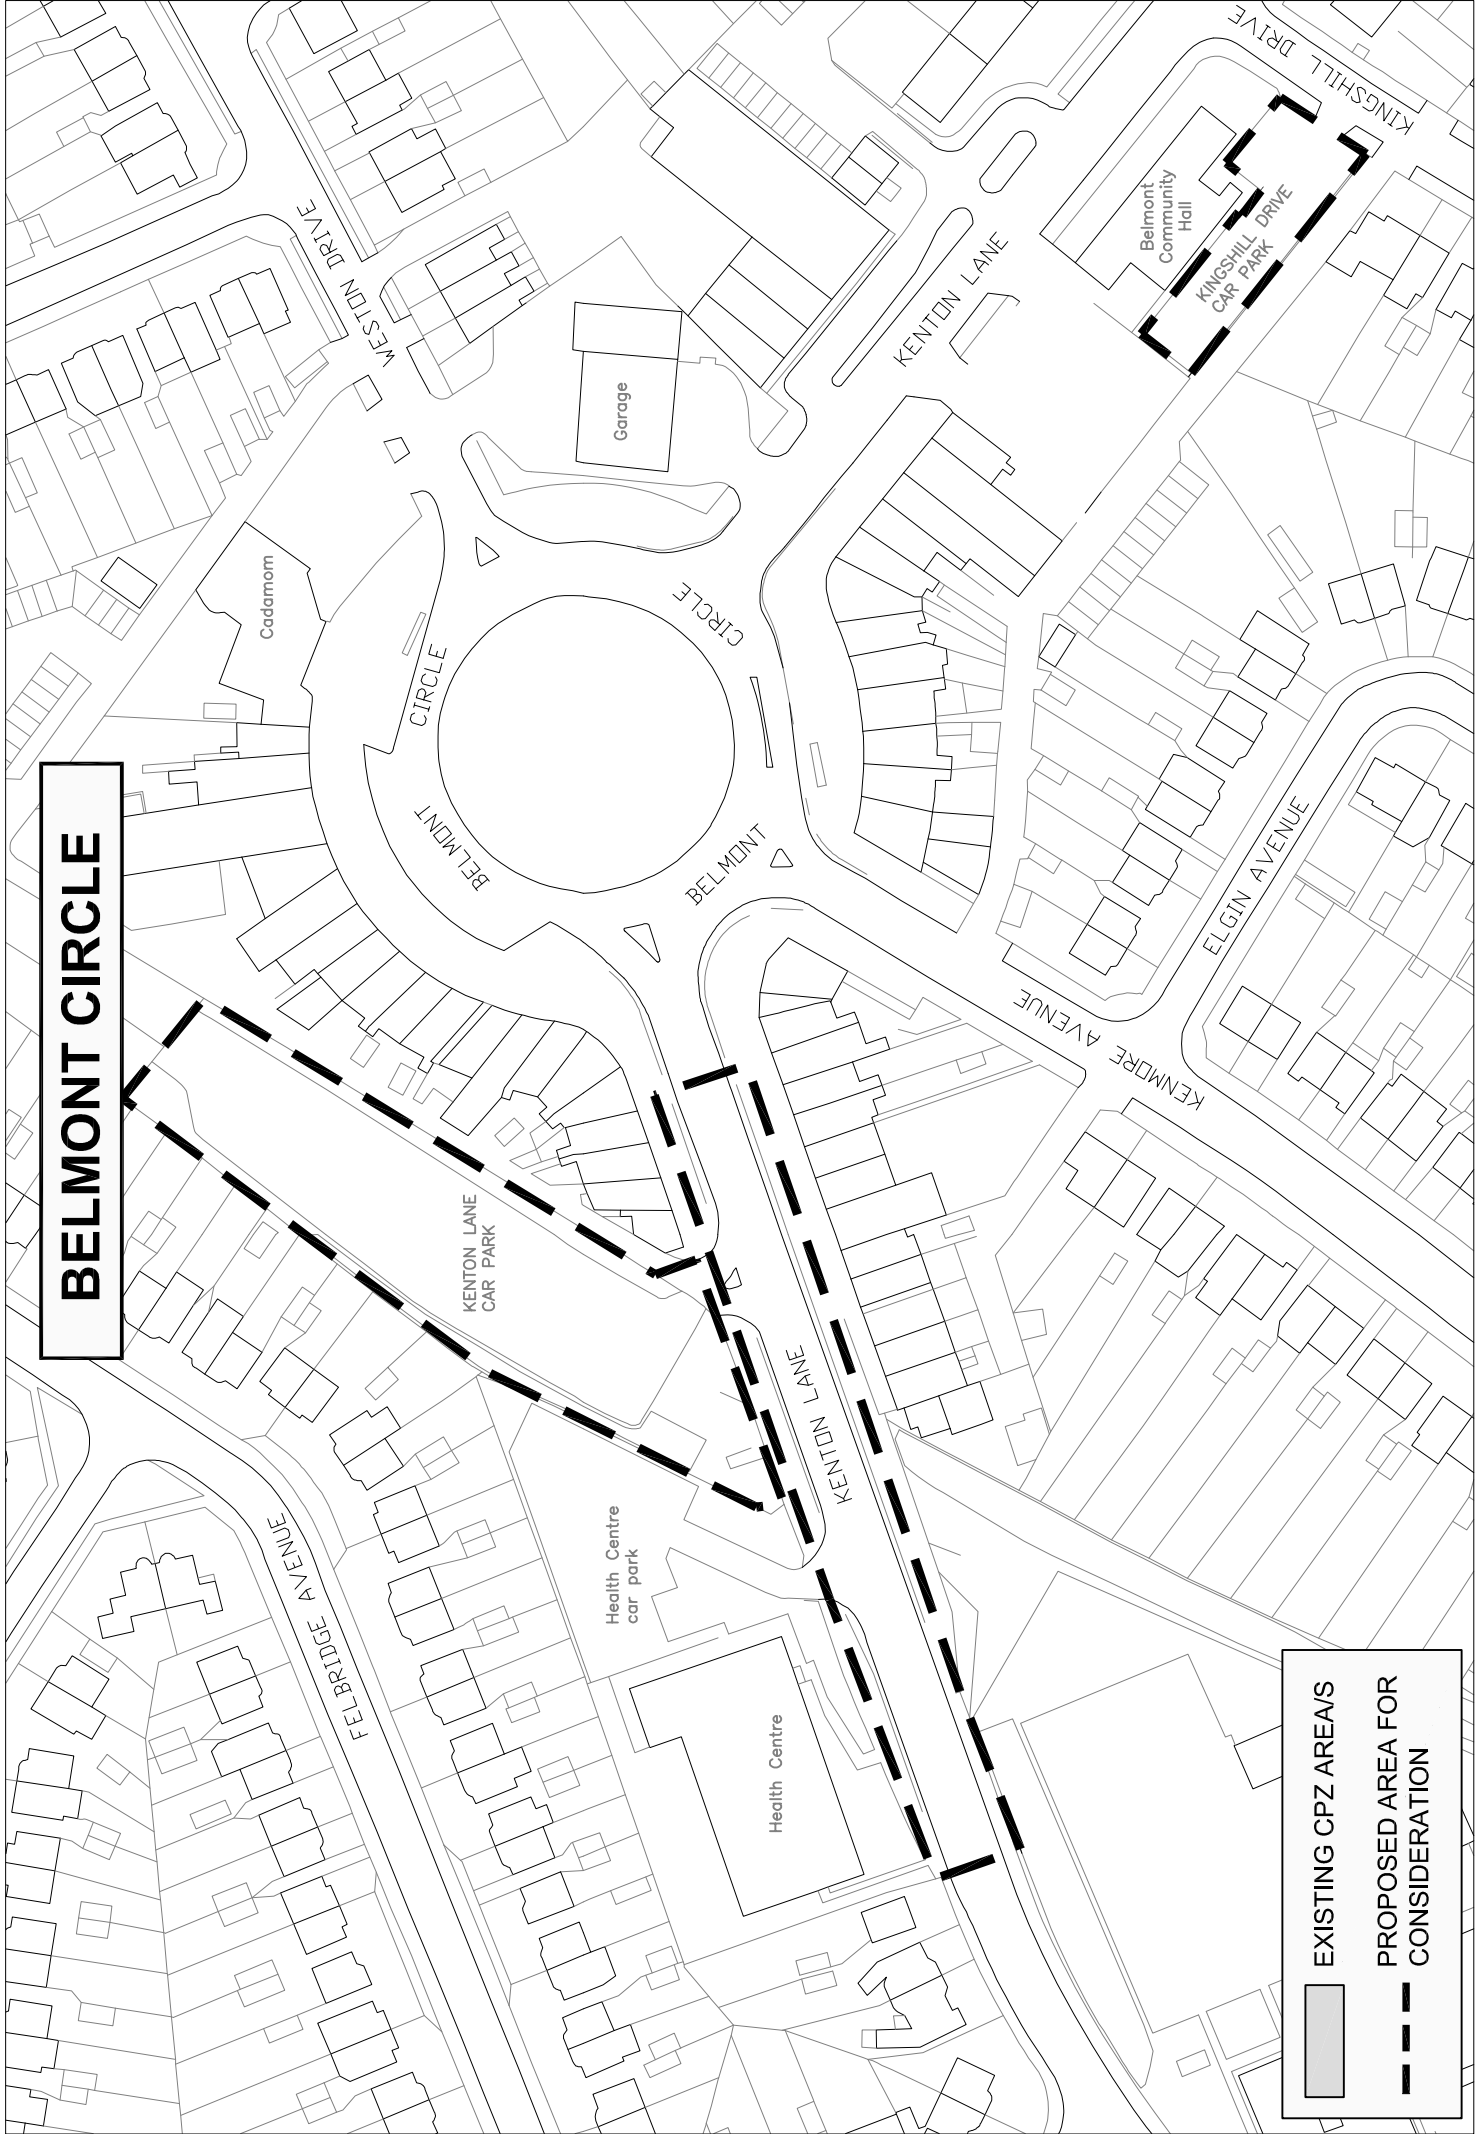 BELMONT CIRCLE
WESTON DRIVE
KINGSHILL DRIVE
Belmont
Community
Hall
KINGSHILL DRIVE
CAR PARK
KENTON LANE
Garage
Cadamom
CIRCLE
CIRCLE
BELMONT
BELMONT
ELGIN AVENUE
KENMORE AVENUE
KENTON LANE
CAR PARK
KENTON LANE
Health Centre
car park
Health Centre
FELBRIDGE AVENUE
EXISTING CPZ AREA/S
PROPOSED AREA FOR
CONSIDERATION